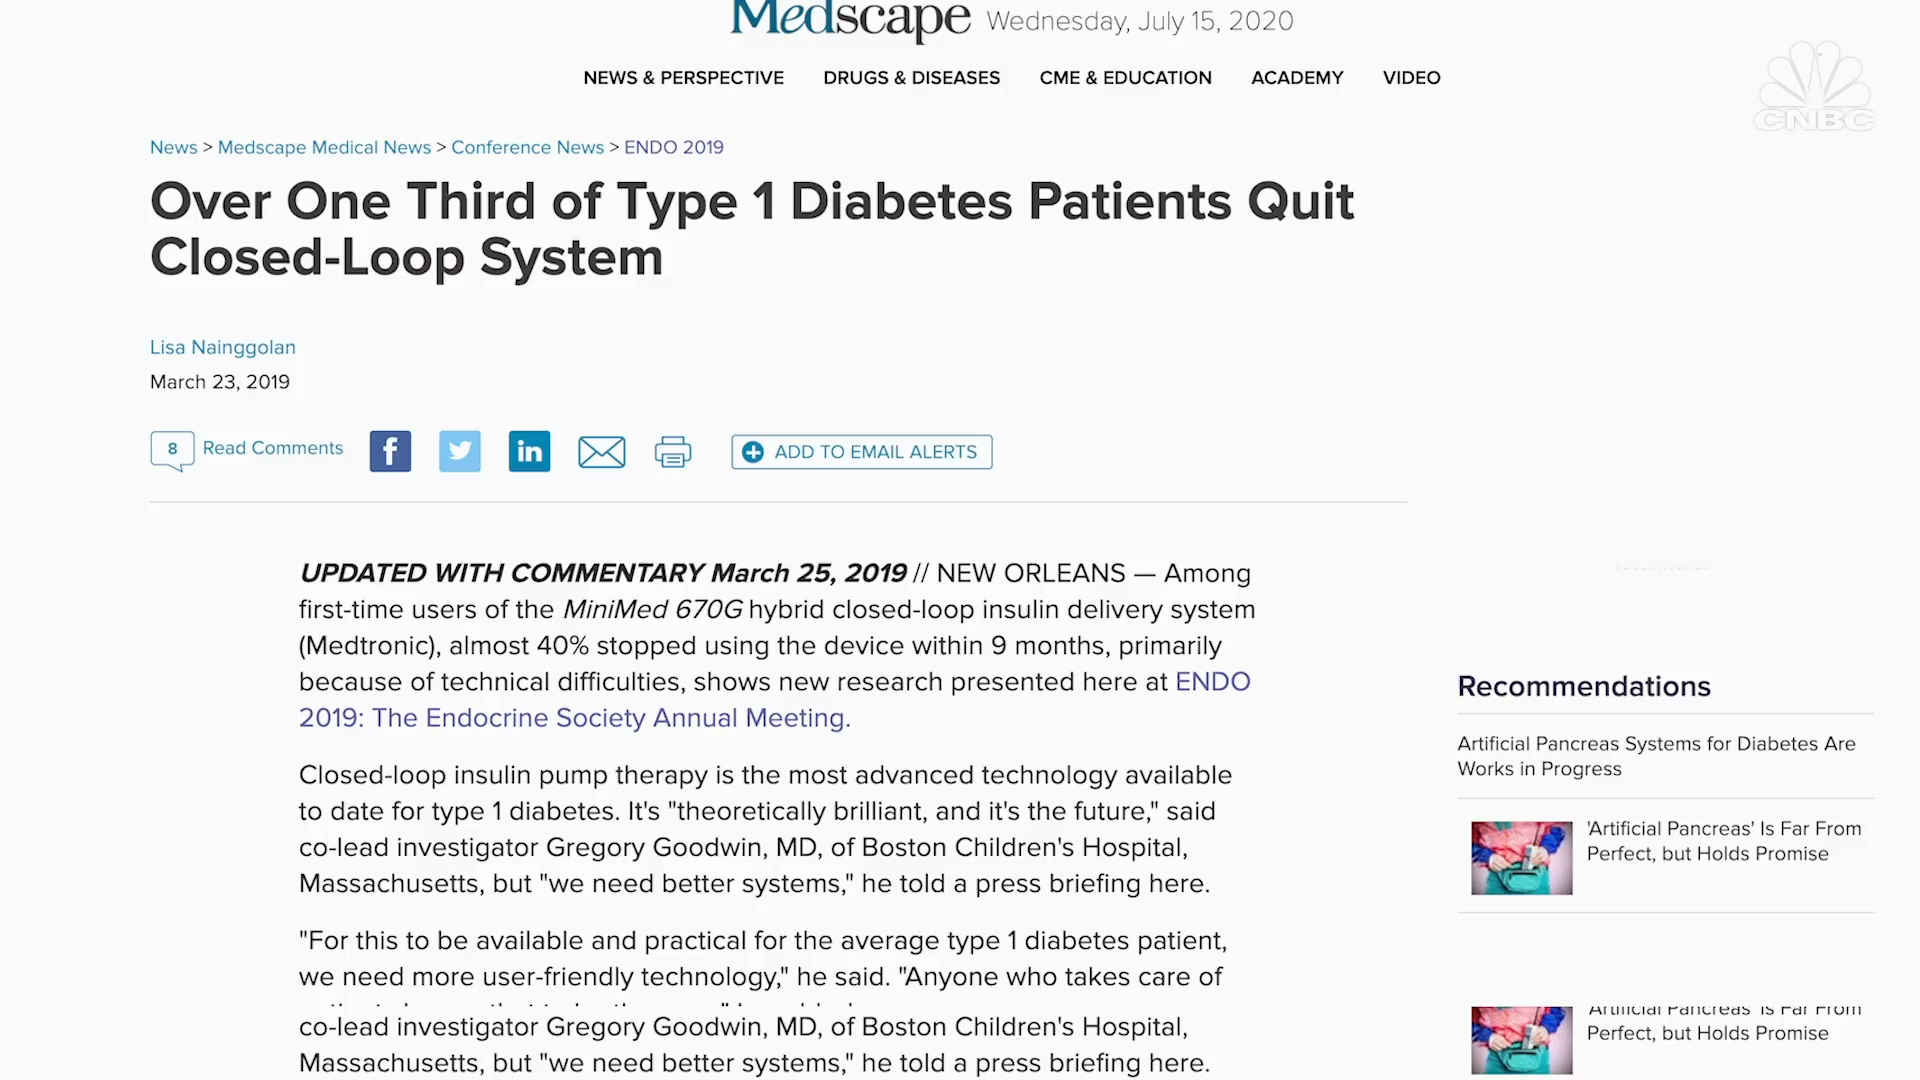 Medscape Wednesday, July 15, 2020
NEWS & PERSPECTIVE DRUGS & DISEASES CME & EDUCATION ACADEMY VIDEO
CNBC
News > Medscape Medical News > Conference News > ENDO 2019
Over One Third of Type 1 Diabetes Patients Quit
Closed-Loop System
Lisa Nainggolan
March 23, 2019
8 Read Comments
f
in
ADD TO EMAIL ALERTS
UPDATED WITH COMMENTARY March 25, 2019 // NEW ORLEANS — Among
first-time users of the MiniMed 670G hybrid closed-loop insulin delivery system
(Medtronic), almost 40% stopped using the device within 9 months, primarily
because of technical difficulties, shows new research presented here at ENDO
2019: The Endocrine Society Annual Meeting.
Closed-loop insulin pump therapy is the most advanced technology available
to date for type 1 diabetes. It's "theoretically brilliant, and it's the future," said
co-lead investigator Gregory Goodwin, MD, of Boston Children's Hospital,
Massachusetts, but "we need better systems," he told a press briefing here.
"For this to be available and practical for the average type 1 diabetes patient,
we need more user-friendly technology," he said. "Anyone who takes care of
co-lead investigator Gregory Goodwin, MD, of Boston Children's Hospital,
Massachusetts, but "we need better systems," he told a press briefing here.
Recommendations
Artificial Pancreas Systems for Diabetes Are
Works in Progress
'Artificial Pancreas' Is Far From
Perfect, but Holds Promise
Artificial Pancreas' Is Far From
Perfect, but Holds Promise